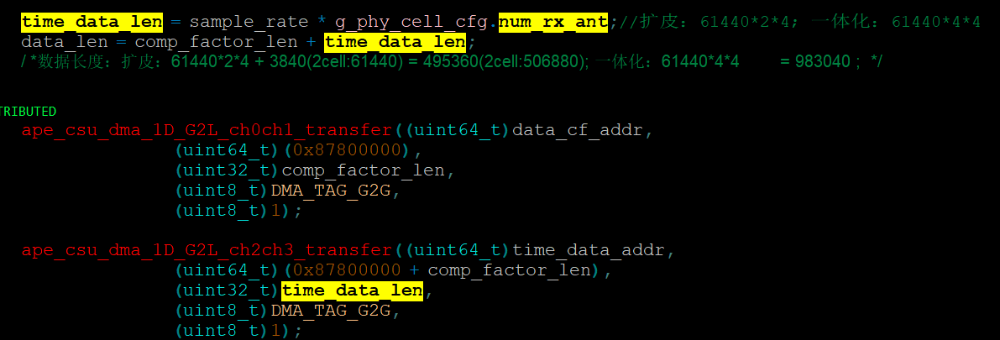 time_data_len = sample_rate * g_phy_cell_cfg.num_rx_ant;//扩皮：61440*2*4； 一体化：61440*4*4
data_len = comp_factor_len + time_data_len;
/ *数据长度：扩皮：61440*2*4 + 3840(2cell:61440) = 495360(2cell:506880); 一体化：61440*4*4 = 983040 ; */
TRIBUTED
ape_csu_dma_1D_G2L_ch0ch1_transfer((uint64_t)data_cf_addr,
(uint64_t)(0x87800000),
(uint32_t)comp_factor_len,
(uint8_t)DMA_TAG_G2G,
(uint8_t)1);
ape_csu_dma_1D_G2L_ch2ch3_transfer((uint64_t)time_data_addr,
(uint64_t)(0x87800000 + comp_factor_len),
(uint32_t)time_data_len,
(uint8_t)DMA_TAG_G2G,
(uint8_t)1);